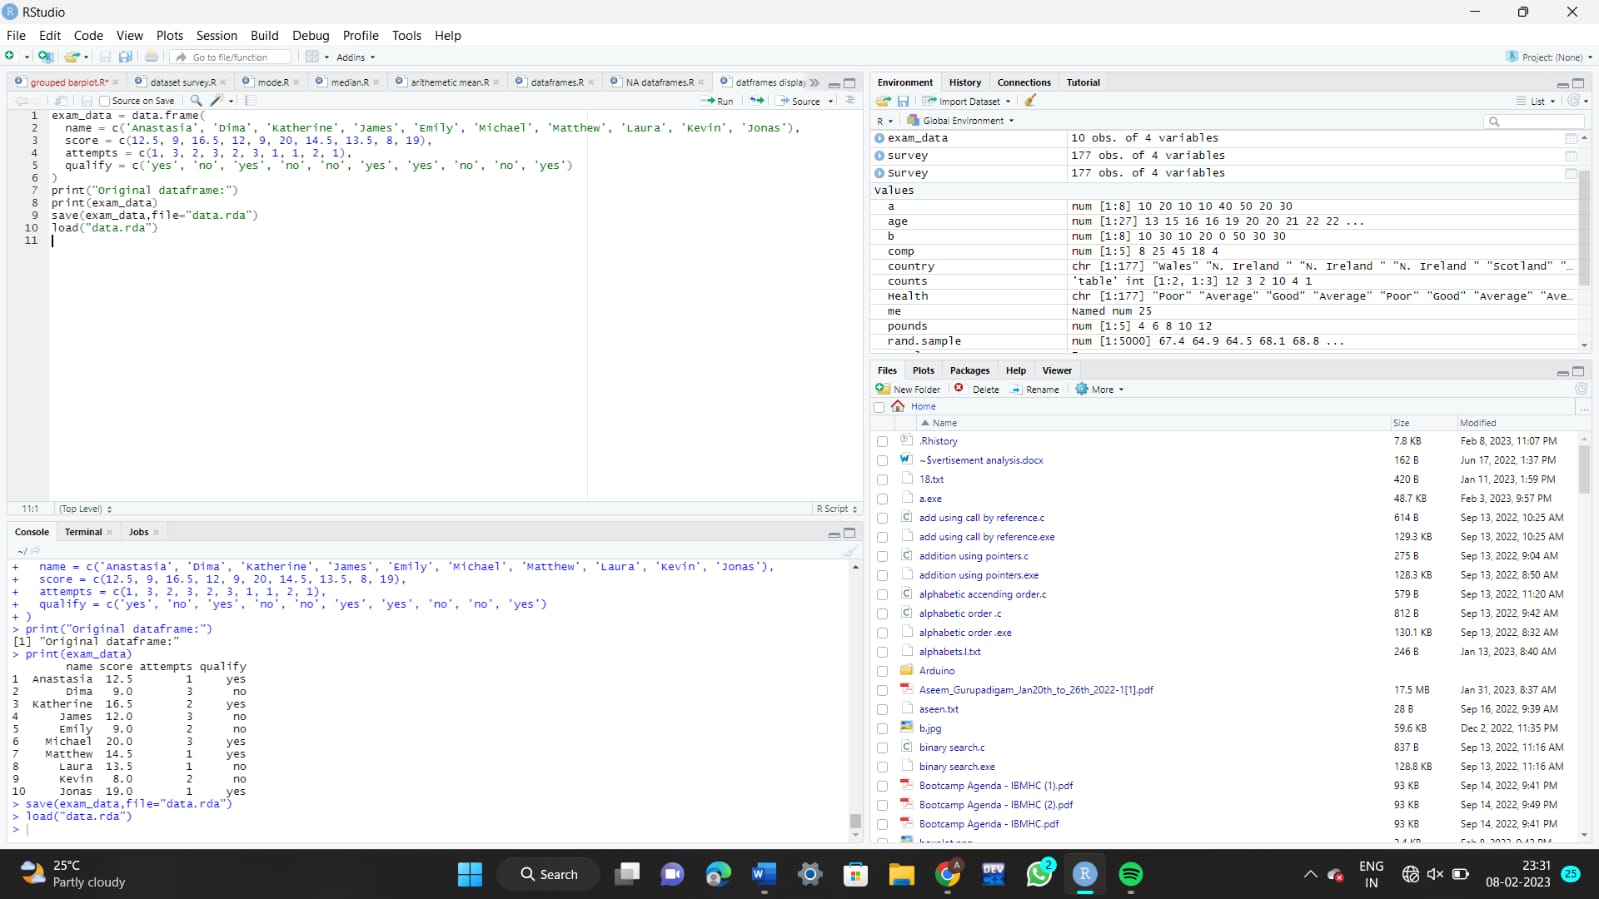 RStudio
File Edit Code View Plots Session Build Debug Profile Tools Help
Go to file/function Addins Project: (None)
grouped barplot.R* dataset survey.R mode.R median.R arithemetic mean.R dataframes.R NA dataframes.R datframes display
Source on Save Run Source
1 exam_data = data.frame(
2 name = c('Anastasia', 'Dima', 'Katherine', 'James', 'Emily', 'Michael', 'Matthew', 'Laura', 'Kevin', 'Jonas'),
3 score = c(12.5, 9, 16.5, 12, 9, 20, 14.5, 13.5, 8, 19),
4 attempts = c(1, 3, 2, 3, 2, 3, 1, 1, 2, 1),
5 qualify = c('yes', 'no', 'yes', 'no', 'no', 'yes', 'yes', 'no', 'no', 'yes')
6 )
7 print("Original dataframe:")
8 print(exam_data)
9 save(exam_data,file="data.rda")
10 load("data.rda")
11
11:1 (Top Level) R Script
Console Terminal Jobs
~/
+ name = c('Anastasia', 'Dima', 'Katherine', 'James', 'Emily', 'Michael', 'Matthew', 'Laura', 'Kevin', 'Jonas'),
+ score = c(12.5, 9, 16.5, 12, 9, 20, 14.5, 13.5, 8, 19),
+ attempts = c(1, 3, 2, 3, 2, 3, 1, 1, 2, 1),
+ qualify = c('yes', 'no', 'yes', 'no', 'no', 'yes', 'yes', 'no', 'no', 'yes')
+ )
> print("Original dataframe:")
[1] "Original dataframe:"
> print(exam_data)
name score attempts qualify
1 Anastasia 12.5 1 yes
2 Dima 9.0 3 no
3 Katherine 16.5 2 yes
4 James 12.0 3 no
5 Emily 9.0 2 no
6 Michael 20.0 3 yes
7 Matthew 14.5 1 yes
8 Laura 13.5 1 no
9 Kevin 8.0 2 no
10 Jonas 19.0 1 yes
> save(exam_data,file="data.rda")
> load("data.rda")
>
Environment History Connections Tutorial
Import Dataset List
R Global Environment
exam_data 10 obs. of 4 variables
survey 177 obs. of 4 variables
Survey 177 obs. of 4 variables
Values
a num [1:8] 10 20 10 10 40 50 20 30
age num [1:27] 13 15 16 16 19 20 20 21 22 22 ...
b num [1:8] 10 30 10 20 0 50 30 30
comp num [1:5] 8 25 45 18 4
country chr [1:177] "Wales" "N. Ireland " "N. Ireland " "N. Ireland " "Scotland" "…
counts 'table' int [1:2, 1:3] 12 3 2 10 4 1
Health chr [1:177] "Poor" "Average" "Good" "Average" "Poor" "Good" "Average" "Ave…
me Named num 25
pounds num [1:5] 4 6 8 10 12
rand.sample num [1:5000] 67.4 64.9 64.5 68.1 68.8 ...
Files Plots Packages Help Viewer
New Folder Delete Rename More
Home ...
Name Size Modified
.Rhistory 7.8 KB Feb 8, 2023, 11:07 PM
~$vertisement analysis.docx 162 B Jun 17, 2022, 1:37 PM
18.txt 420 B Jan 11, 2023, 1:59 PM
a.exe 48.7 KB Feb 3, 2023, 9:57 PM
add using call by reference.c 614 B Sep 13, 2022, 10:25 AM
add using call by reference.exe 129.3 KB Sep 13, 2022, 10:25 AM
addition using pointers.c 275 B Sep 13, 2022, 9:04 AM
addition using pointers.exe 128.3 KB Sep 13, 2022, 8:50 AM
alphabetic accending order.c 579 B Sep 13, 2022, 11:20 AM
alphabetic order .c 812 B Sep 13, 2022, 9:42 AM
alphabetic order .exe 130.1 KB Sep 13, 2022, 8:32 AM
alphabets.l.txt 246 B Jan 13, 2023, 8:40 AM
Arduino
Aseem_Gurupadigam_Jan20th_to_26th_2022-1[1].pdf 17.5 MB Jan 31, 2023, 8:37 AM
aseen.txt 28 B Sep 16, 2022, 9:39 AM
b.jpg 59.6 KB Dec 2, 2022, 11:35 PM
binary search.c 837 B Sep 13, 2022, 11:16 AM
binary search.exe 128.8 KB Sep 13, 2022, 11:16 AM
Bootcamp Agenda - IBMHC (1).pdf 93 KB Sep 14, 2022, 9:41 PM
Bootcamp Agenda - IBMHC (2).pdf 93 KB Sep 14, 2022, 9:49 PM
Bootcamp Agenda - IBMHC.pdf 93 KB Sep 14, 2022, 9:41 PM
25°C
Partly cloudy
Search
DEV
2
ENG
IN
23:31
08-02-2023
25